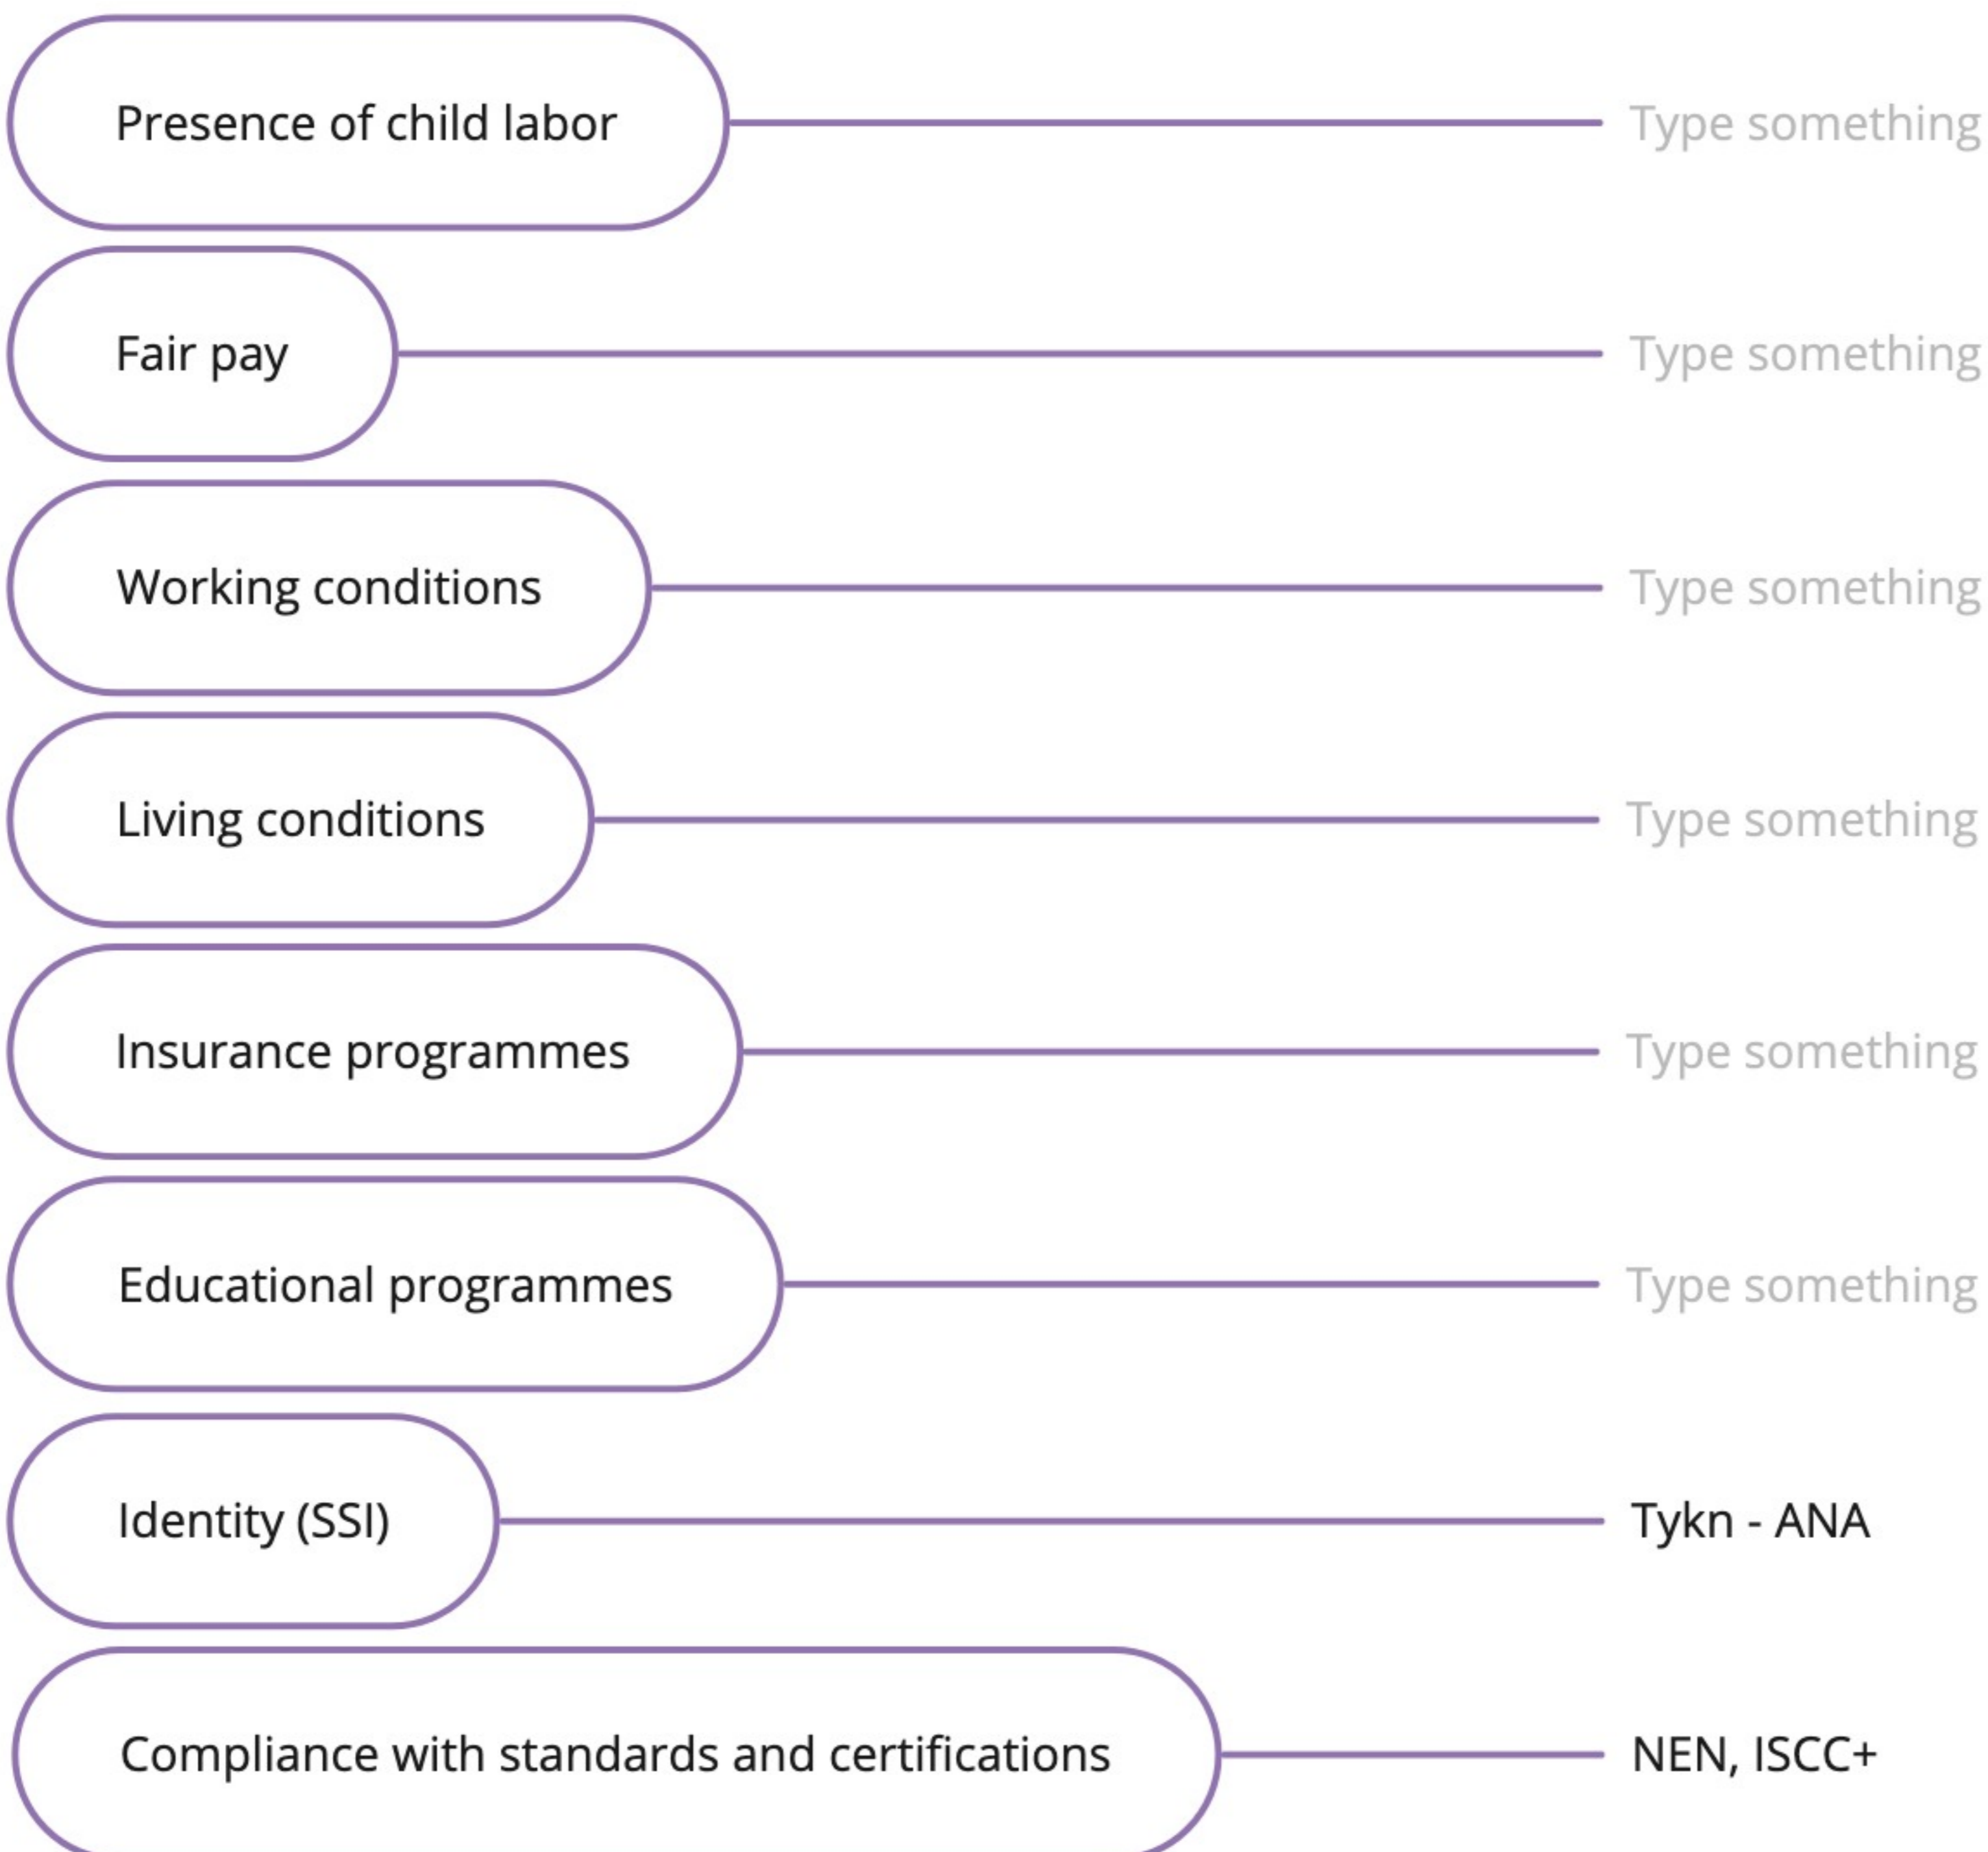 Presence of child labor Type something
Fair pay Type something
Working conditions Type something
Living conditions Type something
Insurance programmes Type something
Educational programmes Type something
Identity (SSI) Tykn - ANA
Compliance with standards and certifications NEN, ISCC+